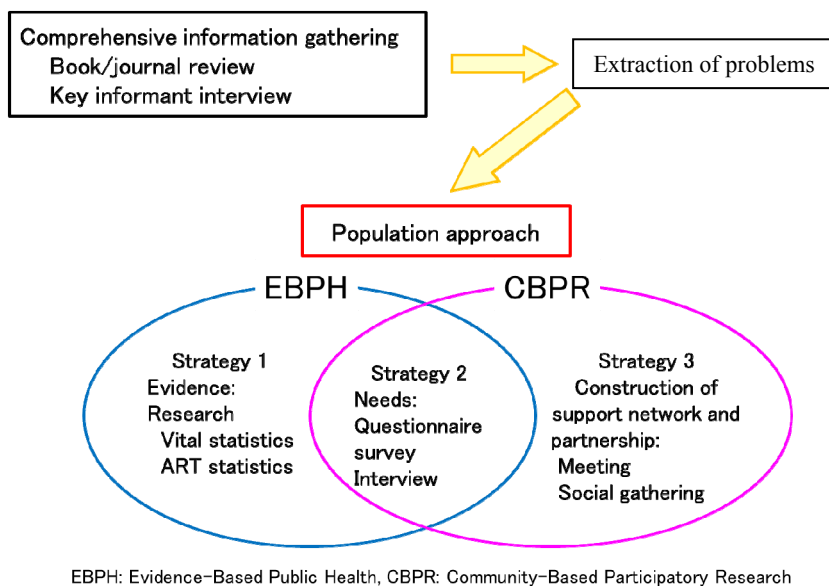 Comprehensive information gathering
Book/journal review
Key informant interview
Extraction of problems
Population approach
EBPH
CBPR
Strategy 1
Evidence:
Research
Vital statistics
ART statistics
Strategy 2
Needs:
Questionnaire
survey
Interview
Strategy 3
Construction of
support network and
partnership:
Meeting
Social gathering
EBPH: Evidence-Based Public Health, CBPR: Community-Based Participatory Research